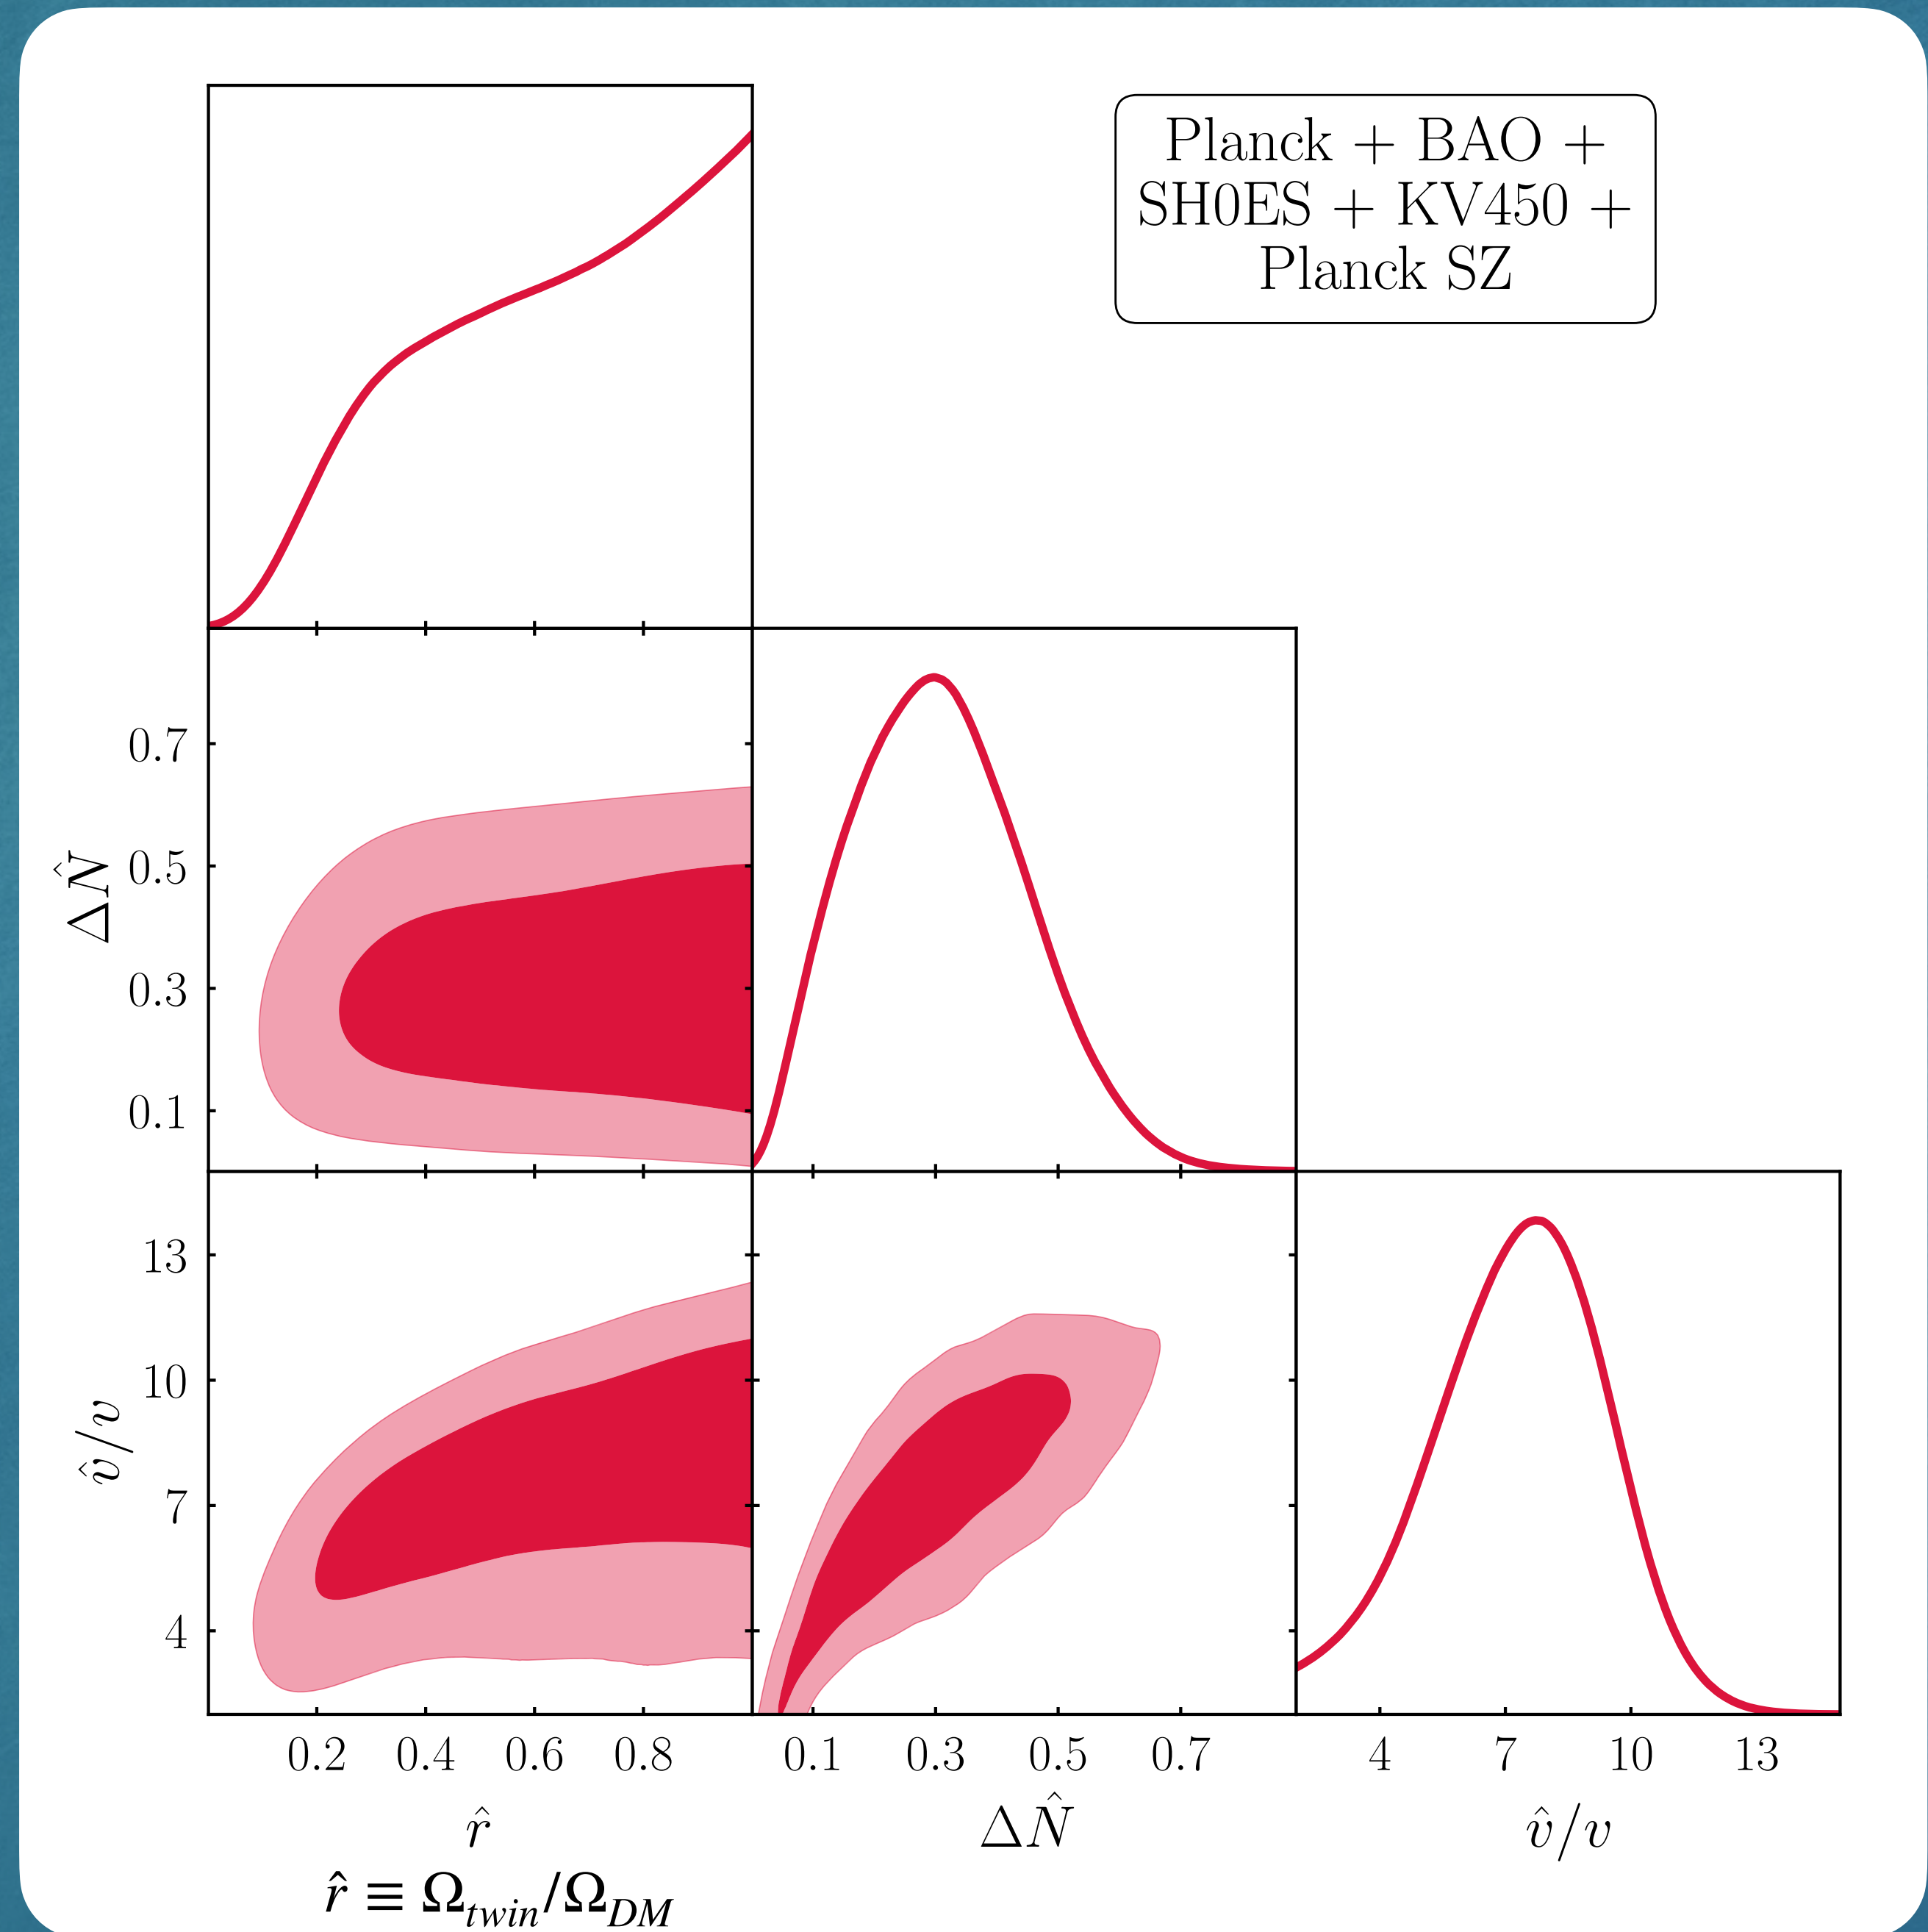 Planck + BAO +
SH0ES + KV450 +
Planck SZ
ΔN̂
0.7
0.5
0.3
0.1
v̂/v
13
10
7
4
0.2 0.4 0.6 0.8 0.1 0.3 0.5 0.7 4 7 10 13
r̂ ΔN̂ v̂/v
r̂ ≡ Ω_twin/Ω_DM